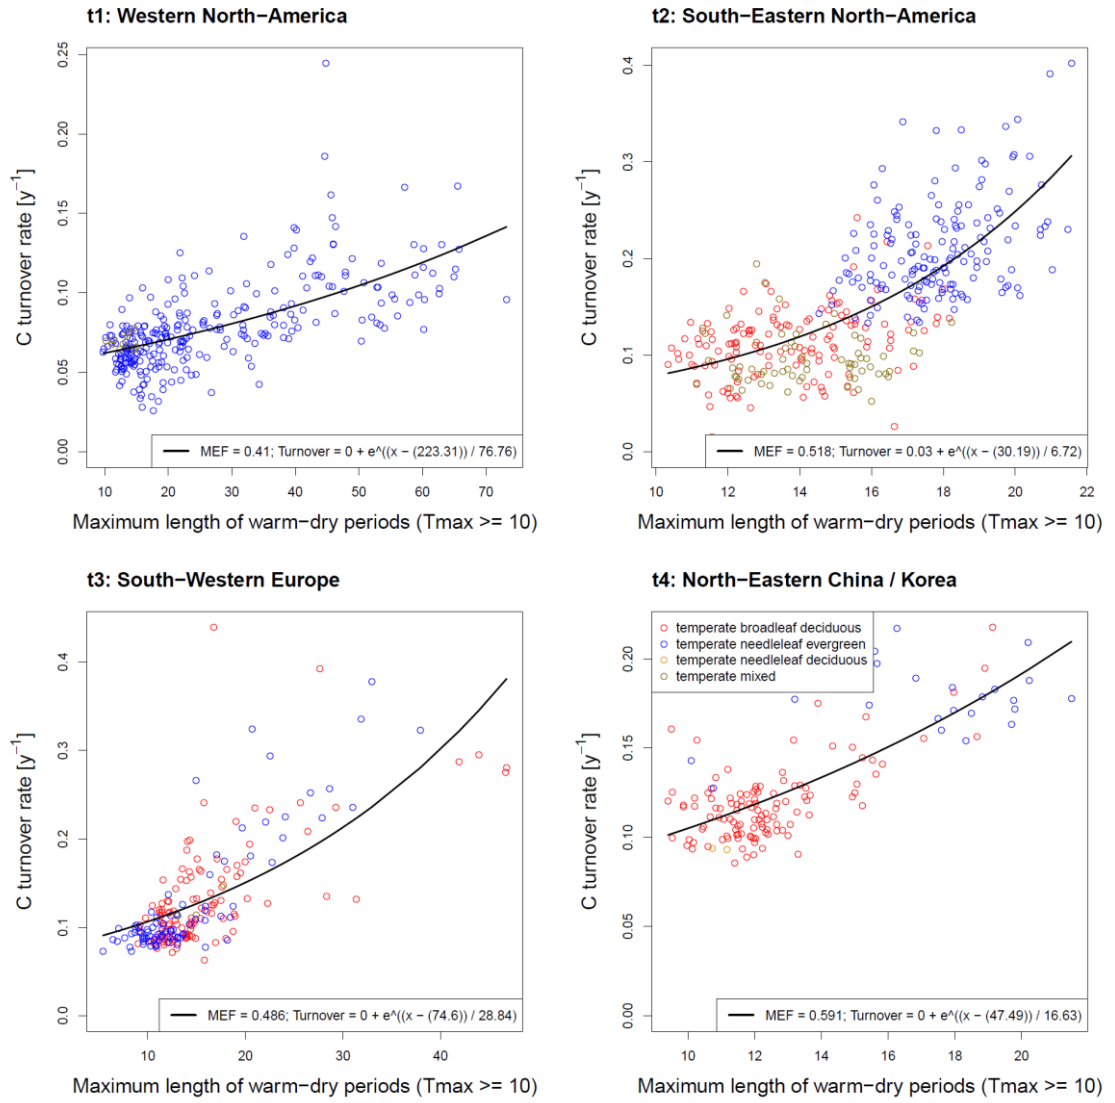 t1: Western North−America
C turnover rate [y⁻¹]
0.00
0.05
0.10
0.15
0.20
0.25
MEF = 0.41; Turnover = 0 + e^((x − (223.31)) / 76.76)
10 20 30 40 50 60 70
Maximum length of warm−dry periods (Tmax >= 10)
t2: South−Eastern North−America
C turnover rate [y⁻¹]
0.0
0.1
0.2
0.3
0.4
MEF = 0.518; Turnover = 0.03 + e^((x − (30.19)) / 6.72)
10 12 14 16 18 20 22
Maximum length of warm−dry periods (Tmax >= 10)
t3: South−Western Europe
C turnover rate [y⁻¹]
0.0
0.1
0.2
0.3
0.4
MEF = 0.486; Turnover = 0 + e^((x − (74.6)) / 28.84)
10 20 30 40
Maximum length of warm−dry periods (Tmax >= 10)
t4: North−Eastern China / Korea
C turnover rate [y⁻¹]
0.00
0.05
0.10
0.15
0.20
temperate broadleaf deciduous
temperate needleleaf evergreen
temperate needleleaf deciduous
temperate mixed
MEF = 0.591; Turnover = 0 + e^((x − (47.49)) / 16.63)
10 12 14 16 18 20
Maximum length of warm−dry periods (Tmax >= 10)